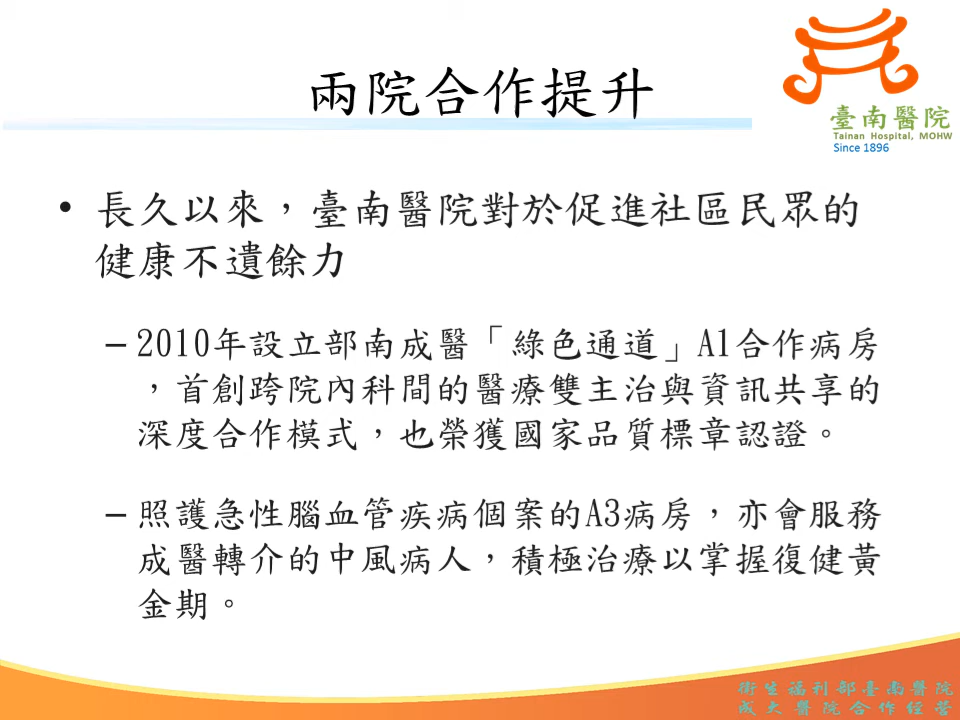 兩院合作提升
臺南醫院
Tainan Hospital, MOHW
Since 1896
• 長久以來，臺南醫院對於促進社區民眾的
健康不遺餘力
– 2010年設立部南成醫「綠色通道」A1合作病房
，首創跨院內科間的醫療雙主治與資訊共享的
深度合作模式，也榮獲國家品質標章認證。
– 照護急性腦血管疾病個案的A3病房，亦會服務
成醫轉介的中風病人，積極治療以掌握復健黃
金期。
衛生福利部臺南醫院
成大醫院合作經營